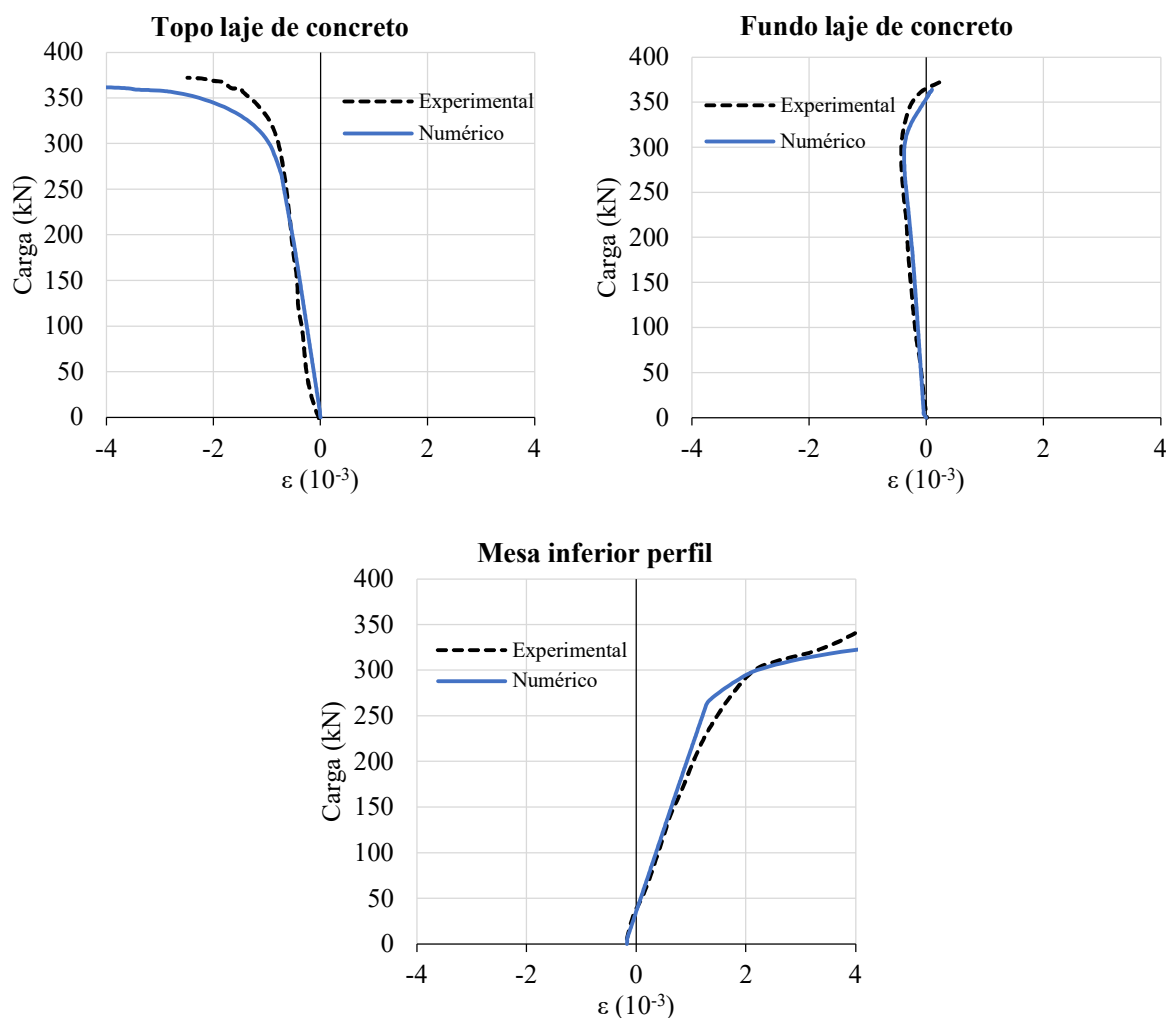 Topo laje de concreto
400
350
300
250
200
150
100
50
0
Carga (kN)
Experimental
Numérico
-4 -2 0 2 4
ε (10⁻³)
Fundo laje de concreto
400
350
300
250
200
150
100
50
0
Carga (kN)
Experimental
Numérico
-4 -2 0 2 4
ε (10⁻³)
Mesa inferior perfil
400
350
300
250
200
150
100
50
0
Carga (kN)
Experimental
Numérico
-4 -2 0 2 4
ε (10⁻³)